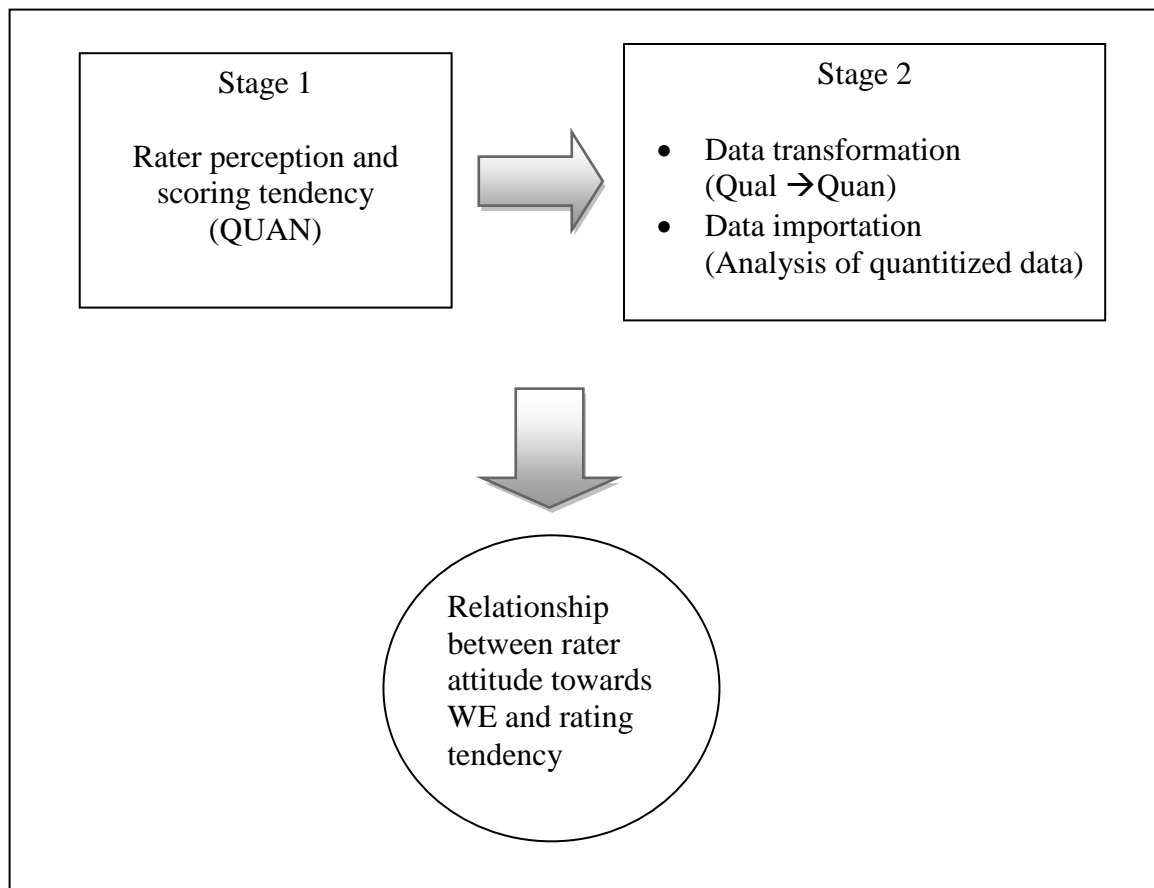 Stage 1
Rater perception and
scoring tendency
(QUAN)
Stage 2
• Data transformation
(Qual →Quan)
• Data importation
(Analysis of quantitized data)
Relationship
between rater
attitude towards
WE and rating
tendency